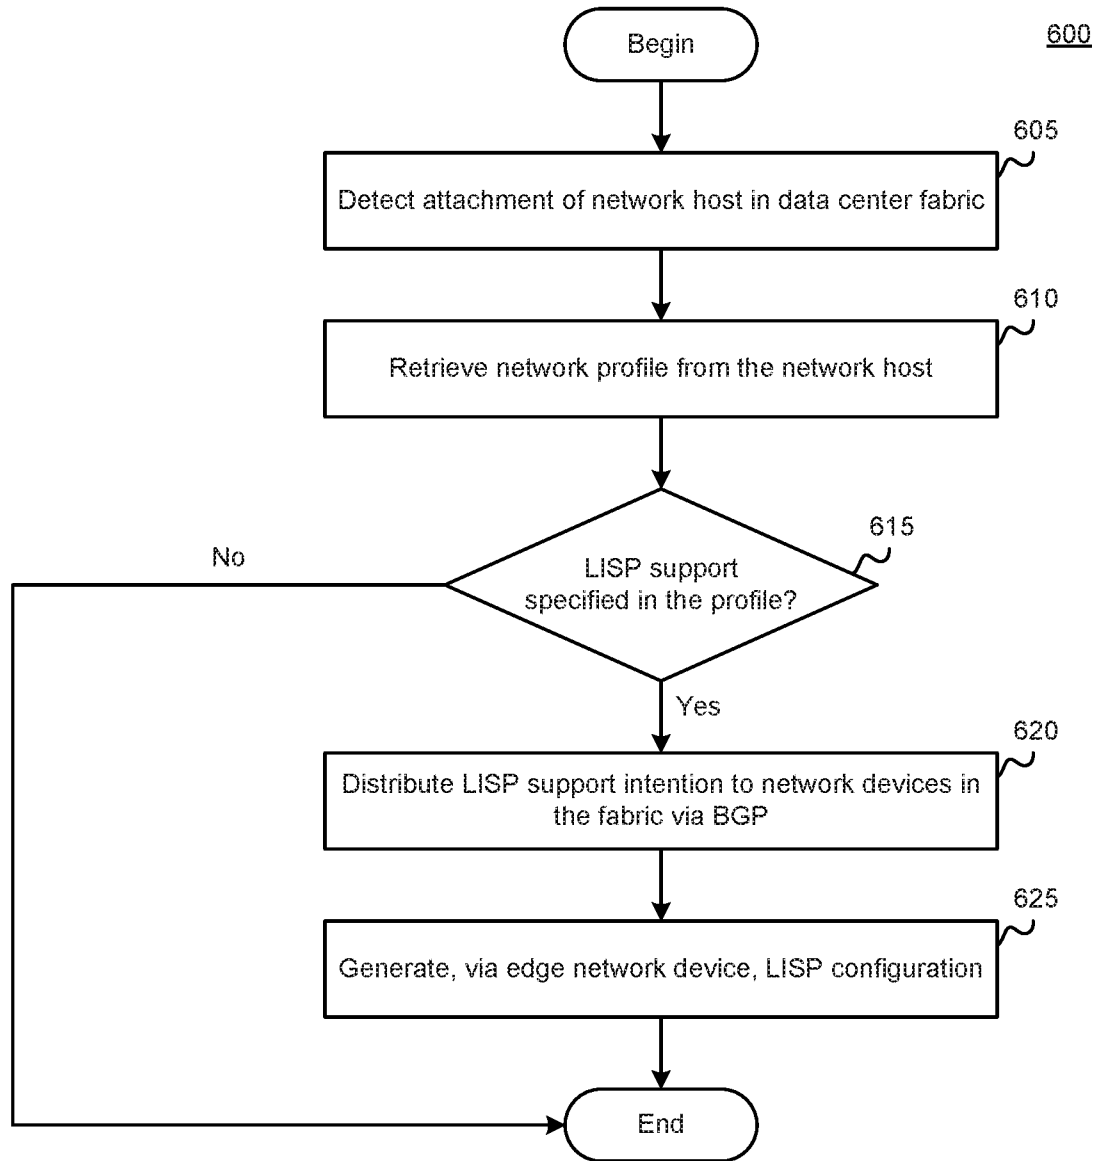 Begin
600
605
Detect attachment of network host in data center fabric
610
Retrieve network profile from the network host
615
No
LISP support
specified in the profile?
Yes
620
Distribute LISP support intention to network devices in
the fabric via BGP
625
Generate, via edge network device, LISP configuration
End